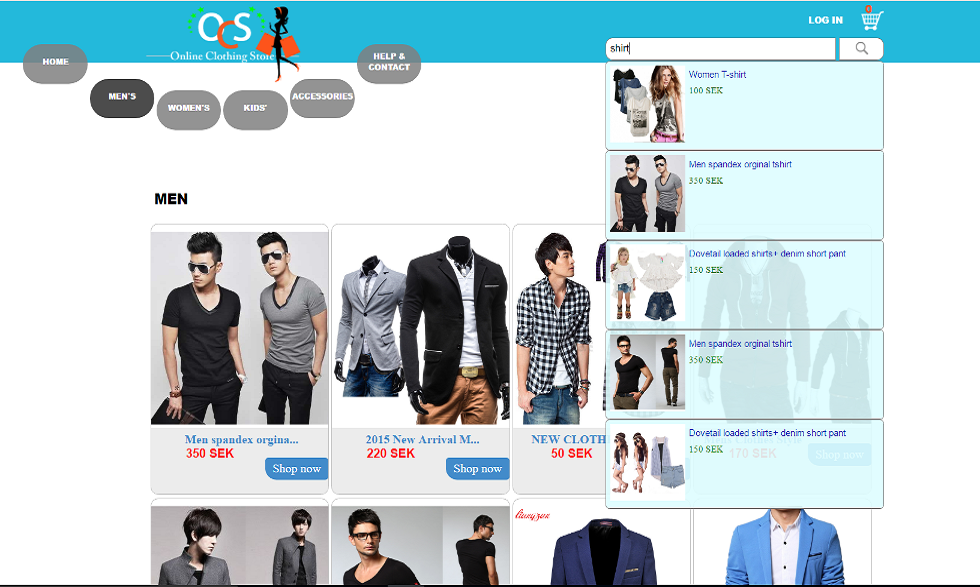 OCS
Online Clothing Store
LOG IN
0
HOME
MEN'S
WOMEN'S
KIDS'
ACCESSORIES
HELP &
CONTACT
shirt
Women T-shirt
100 SEK
Men spandex orginal tshirt
350 SEK
Dovetail loaded shirts+ denim short pant
150 SEK
Men spandex orginal tshirt
350 SEK
Dovetail loaded shirts+ denim short pant
150 SEK
MEN
Men spandex orgina...
350 SEK
Shop now
2015 New Arrival M...
220 SEK
Shop now
NEW CLOTH
50 SEK
170 SEK
Shop now